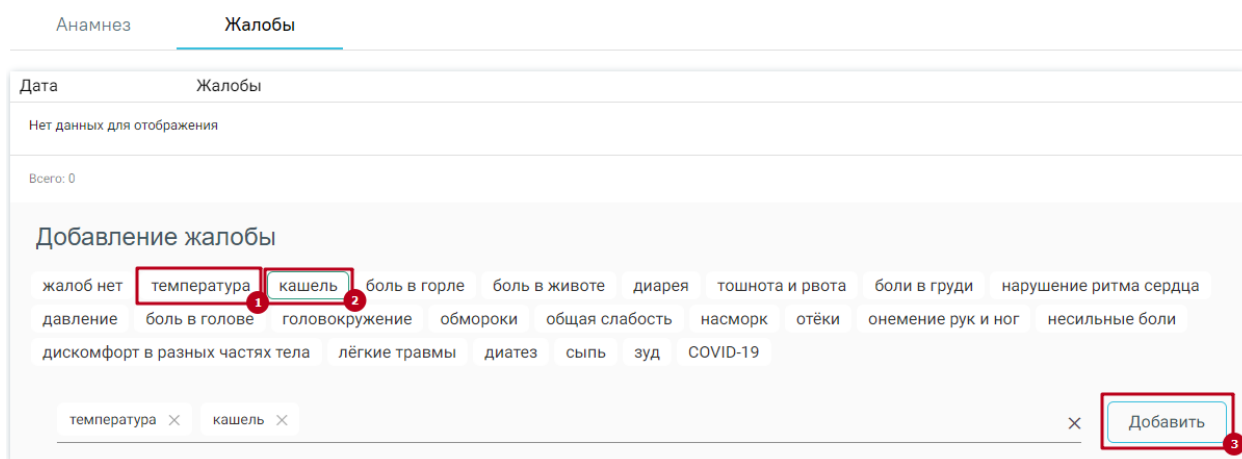 Анамнез Жалобы
Дата Жалобы
Нет данных для отображения
Всего: 0
Добавление жалобы
жалоб нет температура кашель боль в горле боль в животе диарея тошнота и рвота боли в груди нарушение ритма сердца
1 2
давление боль в голове головокружение обмороки общая слабость насморк отёки онемение рук и ног несильные боли
дискомфорт в разных частях тела лёгкие травмы диатез сыпь зуд COVID-19
температура × кашель × × Добавить
3